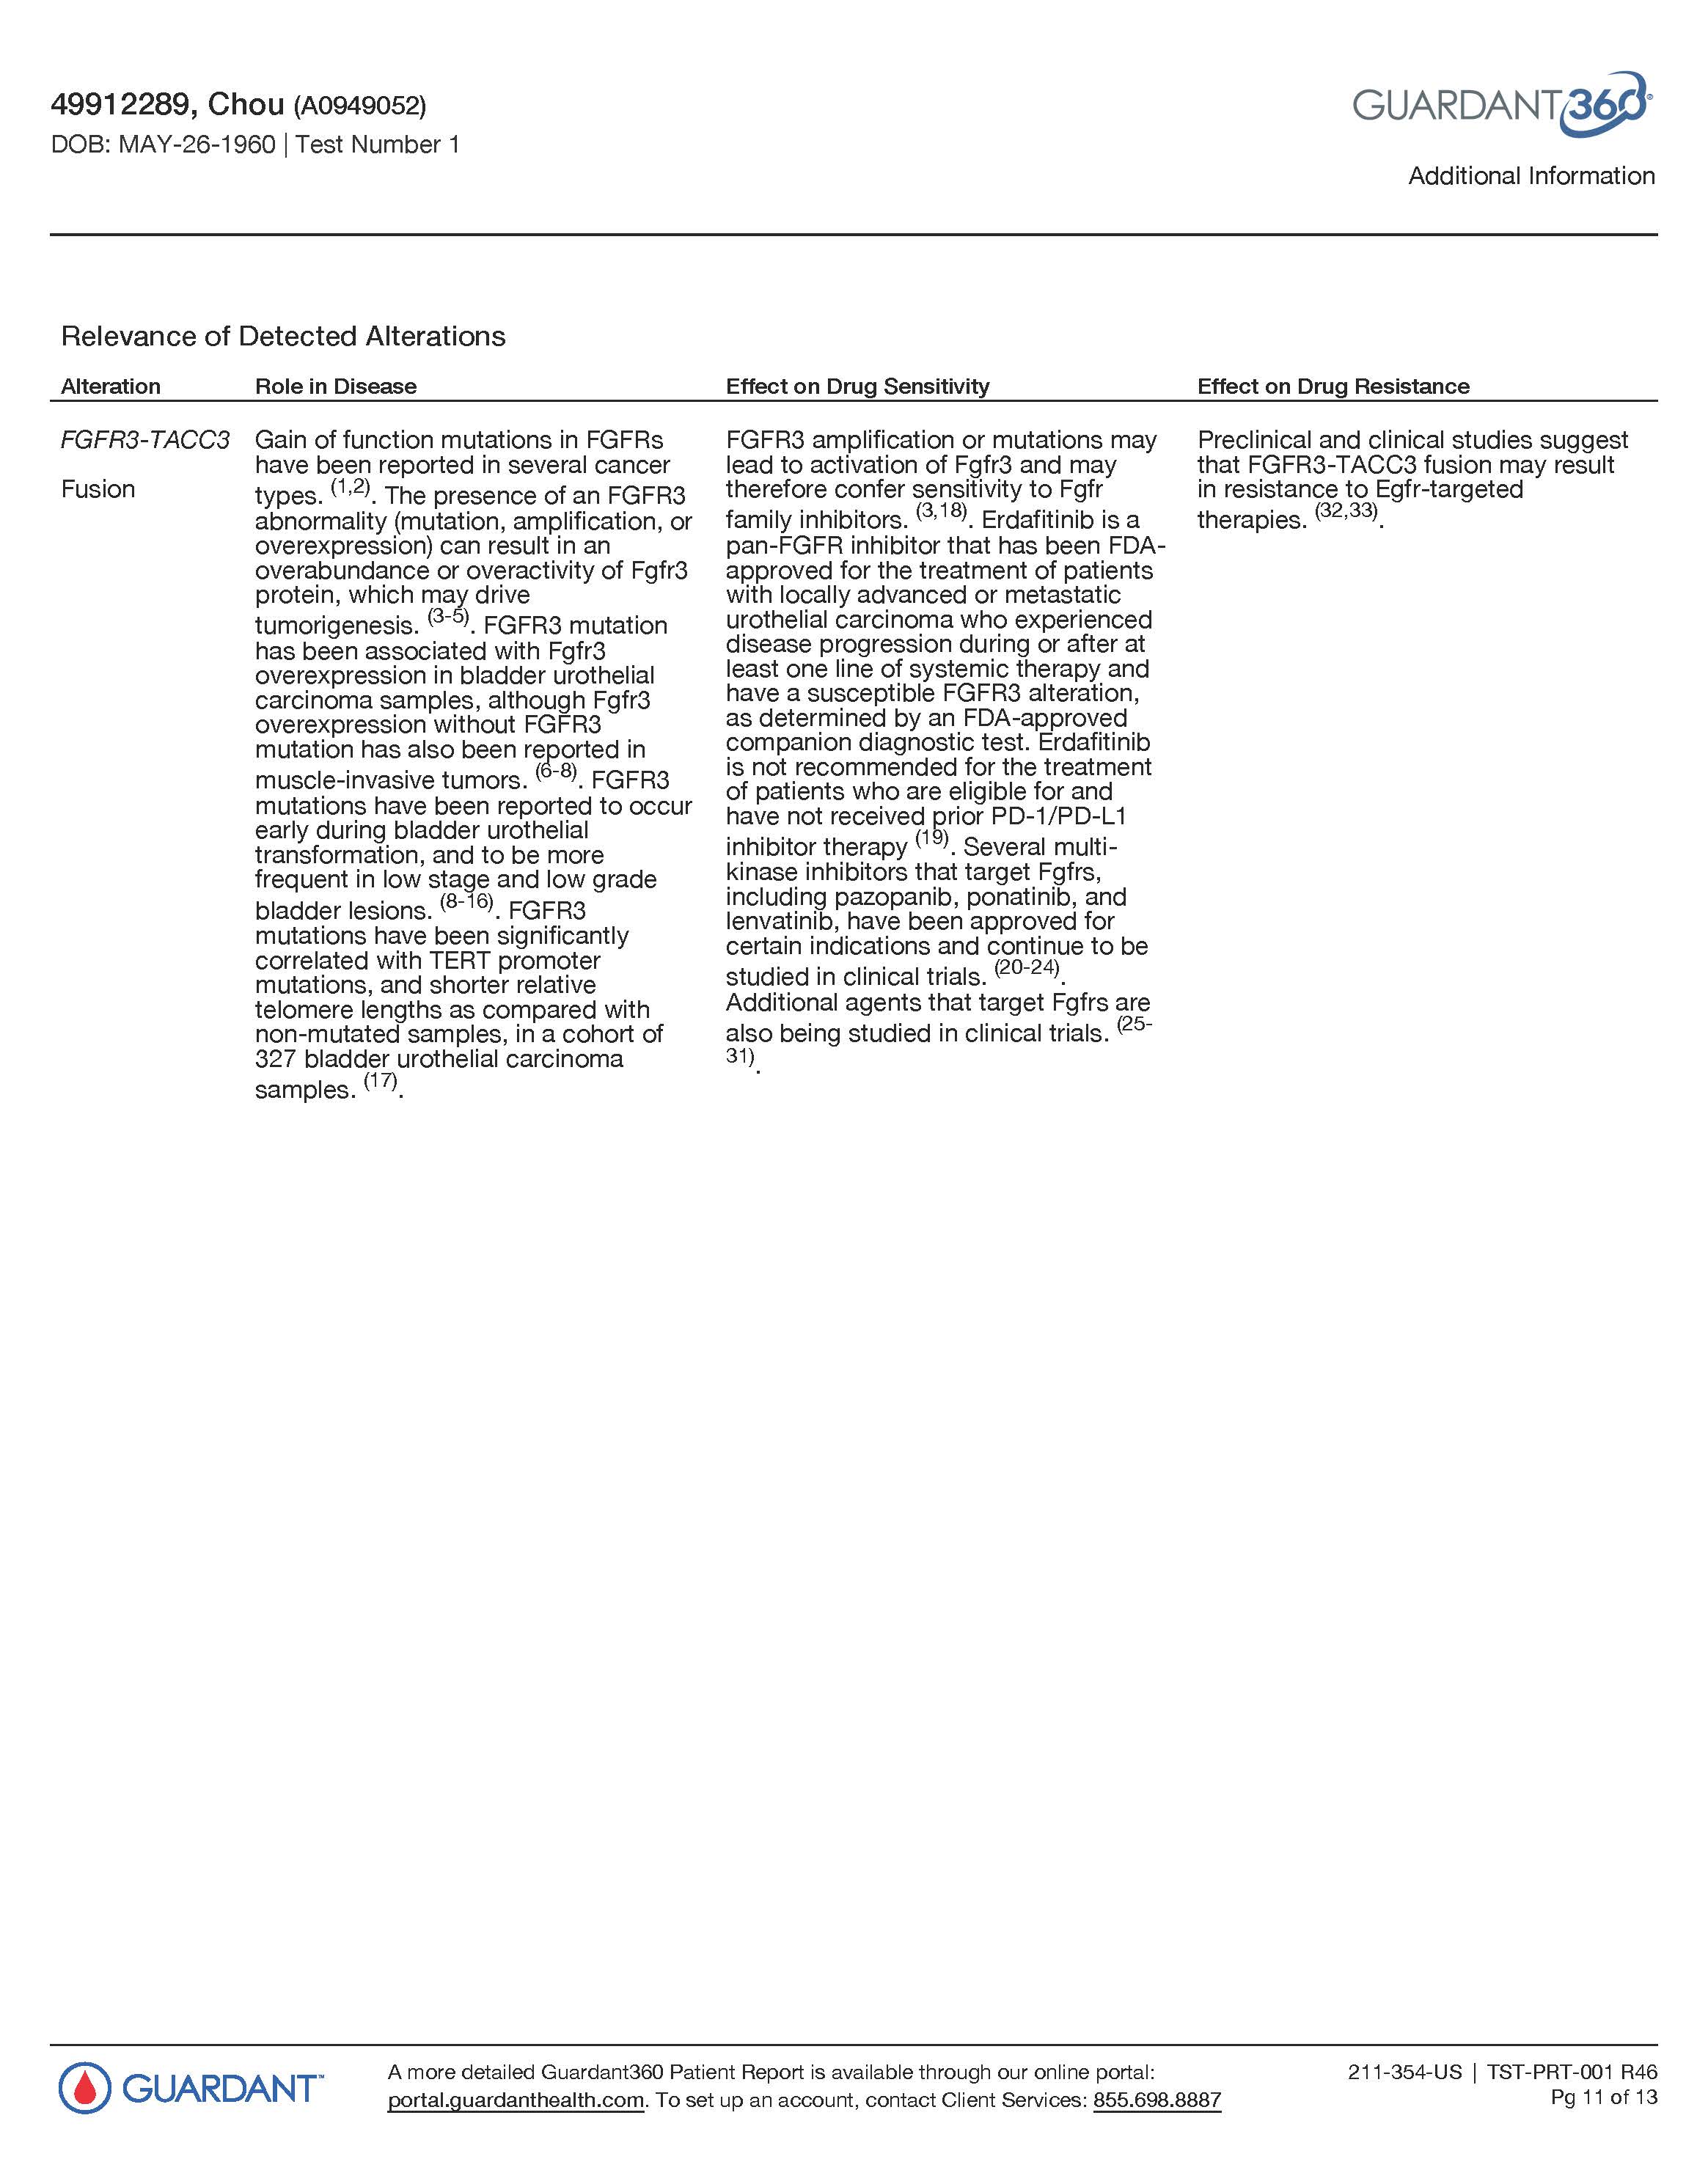 49912289, Chou (A0949052)
DOB: MAY-26-1960 | Test Number 1
GUARDANT360®
Additional Information
Relevance of Detected Alterations
Alteration
Role in Disease
Effect on Drug Sensitivity
Effect on Drug Resistance
FGFR3-TACC3
Fusion
Gain of function mutations in FGFRs
have been reported in several cancer
types. (1,2). The presence of an FGFR3
abnormality (mutation, amplification, or
overexpression) can result in an
overabundance or overactivity of Fgfr3
protein, which may drive
tumorigenesis. (3-5). FGFR3 mutation
has been associated with Fgfr3
overexpression in bladder urothelial
carcinoma samples, although Fgfr3
overexpression without FGFR3
mutation has also been reported in
muscle-invasive tumors. (6-8). FGFR3
mutations have been reported to occur
early during bladder urothelial
transformation, and to be more
frequent in low stage and low grade
bladder lesions. (8-16). FGFR3
mutations have been significantly
correlated with TERT promoter
mutations, and shorter relative
telomere lengths as compared with
non-mutated samples, in a cohort of
327 bladder urothelial carcinoma
samples. (17).
FGFR3 amplification or mutations may
lead to activation of Fgfr3 and may
therefore confer sensitivity to Fgfr
family inhibitors. (3,18). Erdafitinib is a
pan-FGFR inhibitor that has been FDA-
approved for the treatment of patients
with locally advanced or metastatic
urothelial carcinoma who experienced
disease progression during or after at
least one line of systemic therapy and
have a susceptible FGFR3 alteration,
as determined by an FDA-approved
companion diagnostic test. Erdafitinib
is not recommended for the treatment
of patients who are eligible for and
have not received prior PD-1/PD-L1
inhibitor therapy (19). Several multi-
kinase inhibitors that target Fgfrs,
including pazopanib, ponatinib, and
lenvatinib, have been approved for
certain indications and continue to be
studied in clinical trials. (20-24).
Additional agents that target Fgfrs are
also being studied in clinical trials. (25-
31).
Preclinical and clinical studies suggest
that FGFR3-TACC3 fusion may result
in resistance to Egfr-targeted
therapies. (32,33).
GUARDANT™
A more detailed Guardant360 Patient Report is available through our online portal:
portal.guardanthealth.com. To set up an account, contact Client Services: 855.698.8887
211-354-US | TST-PRT-001 R46
Pg 11 of 13